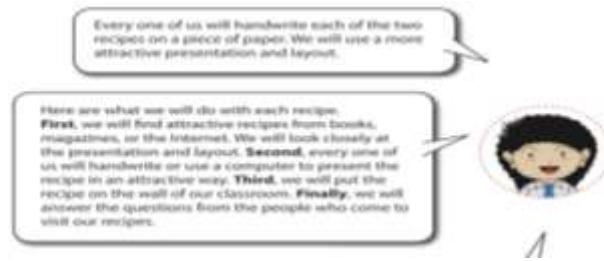 Every one of us will handwrite each of the two
recipes on a piece of paper. We will use a more
attractive presentation and layout.
Here are what we will do with each recipe.
First, we will find attractive recipes from books,
magazines, or the Internet. We will look closely at
the presentation and layout. Second, every one of
us will handwrite or use a computer to present the
recipe in an attractive way. Third, we will put the
recipe on the wall of our classroom. Finally, we will
answer the questions from the people who come to
visit our recipes.